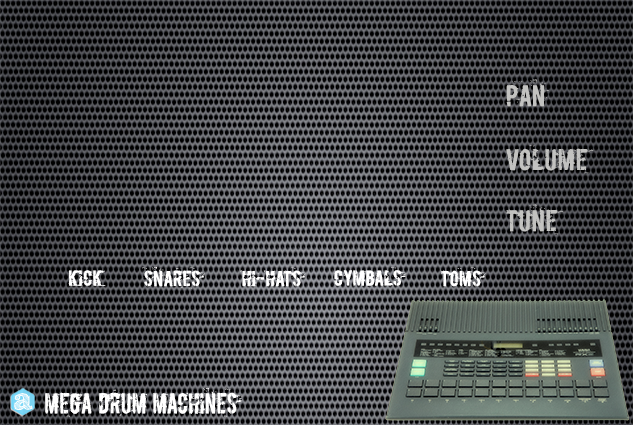 PAN
VOLUME
TUNE
KICK SNARES HI-HATS CYMBALS TOMS
MEGA DRUM MACHINES